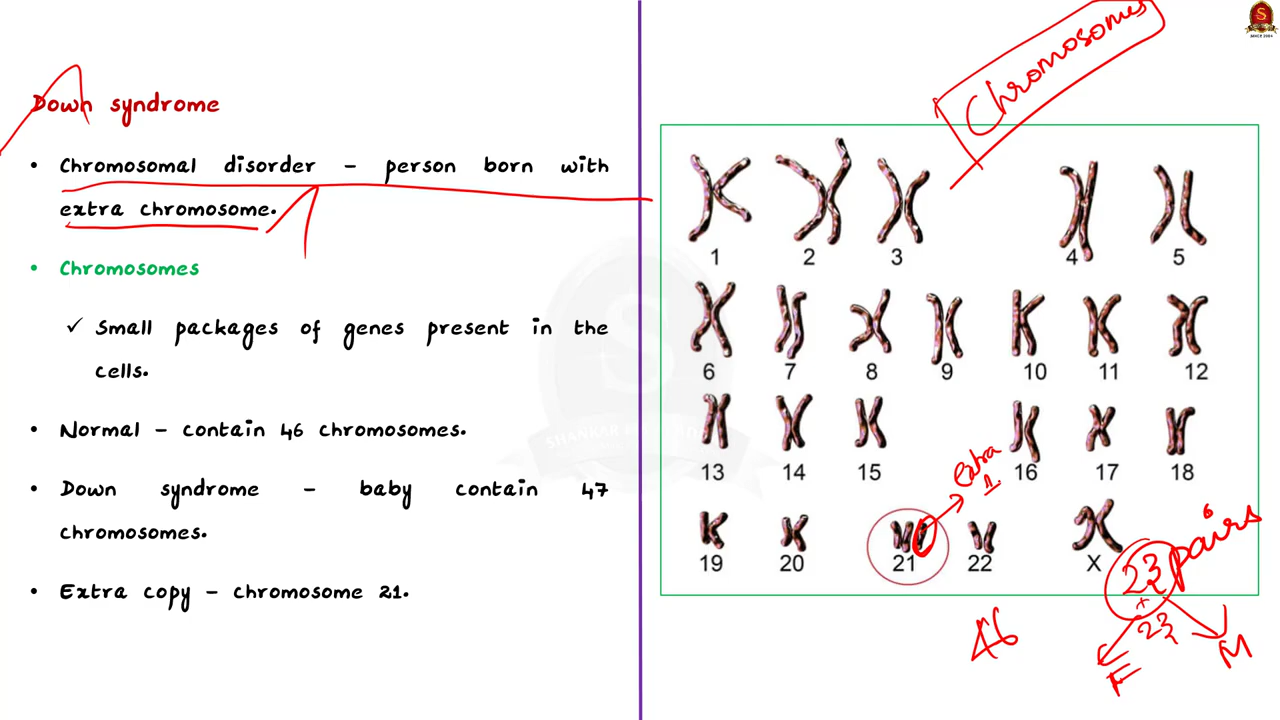 Down syndrome
• Chromosomal disorder – person born with
extra chromosome.
• Chromosomes
✓ Small packages of genes present in the
cells.
• Normal – contain 46 chromosomes.
• Down syndrome – baby contain 47
chromosomes.
• Extra copy – chromosome 21.
S
SINCE 2004
Chromosomes
1 2 3 4 5
6 7 8 9 10 11 12
13 14 15 16 17 18
extra
1
19 20 21 22 X
23 pairs
+
23
46
F M